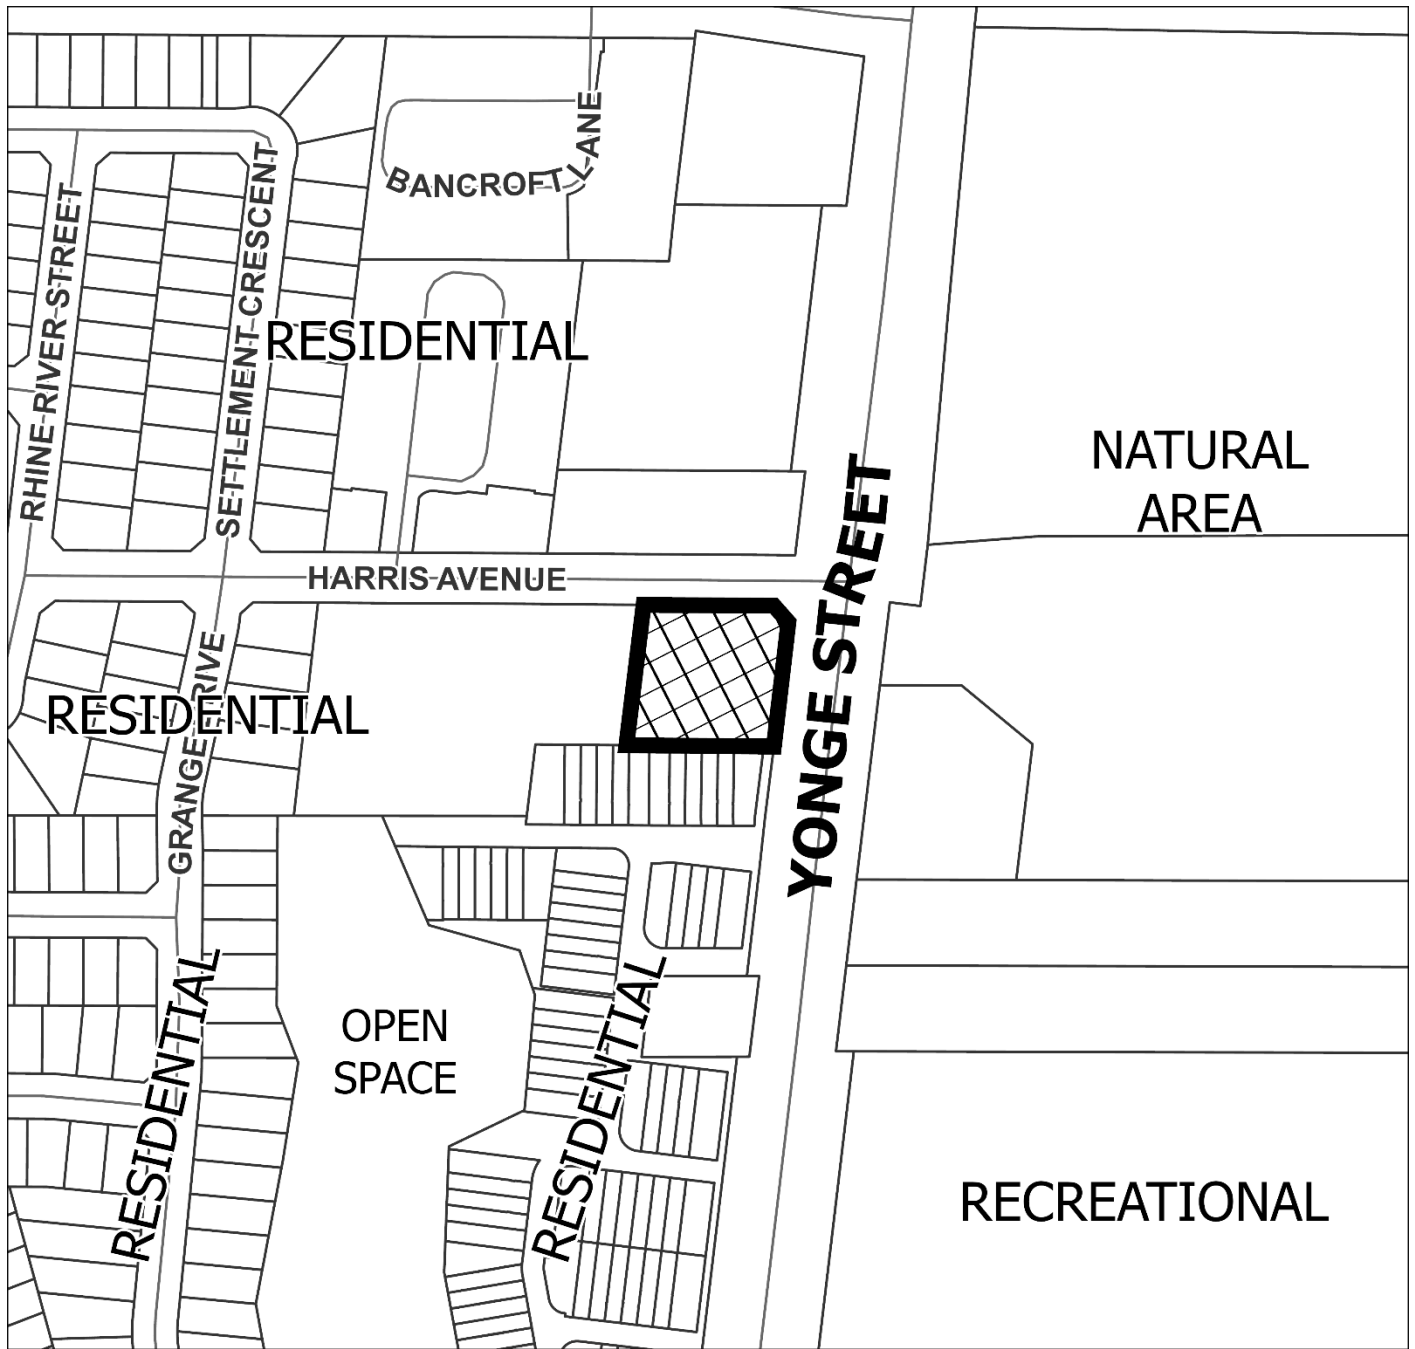 BANCROFT LANE
RHINE RIVER STREET
SETTLEMENT CRESCENT
RESIDENTIAL
NATURAL
AREA
HARRIS AVENUE
YONGE STREET
GRANGE DRIVE
RESIDENTIAL
RESIDENTIAL
OPEN
SPACE
RESIDENTIAL
RECREATIONAL